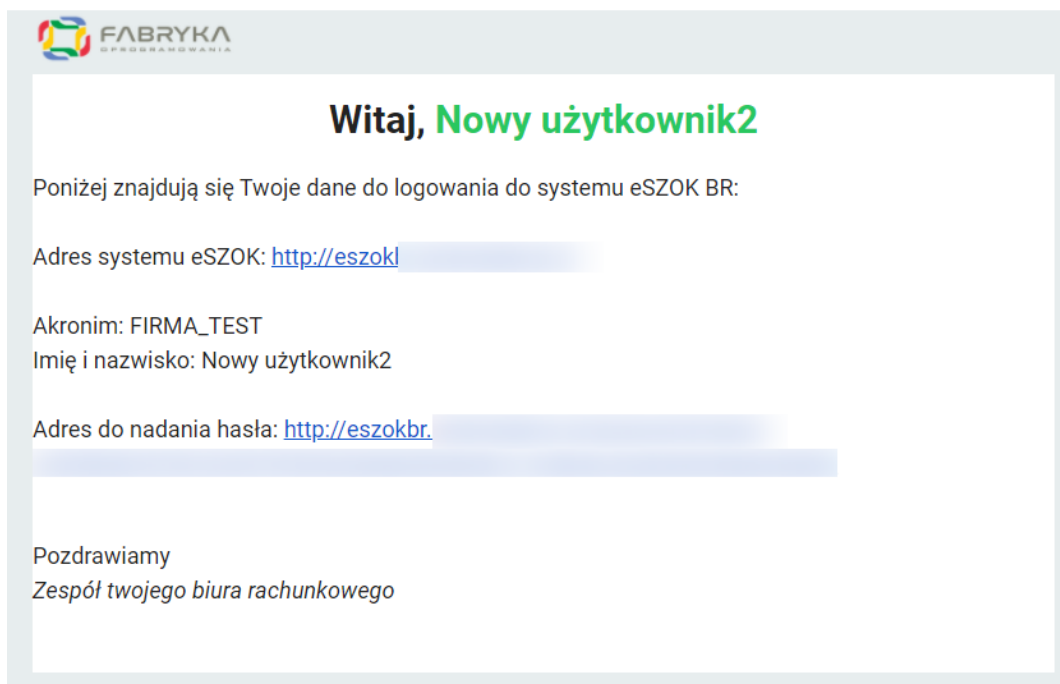 FABRYKA
OPROGRAMOWANIA
Witaj, Nowy użytkownik2
Poniżej znajdują się Twoje dane do logowania do systemu eSZOK BR:
Adres systemu eSZOK: http://eszok
Akronim: FIRMA_TEST
Imię i nazwisko: Nowy użytkownik2
Adres do nadania hasła: http://eszokbr.
Pozdrawiamy
Zespół twojego biura rachunkowego